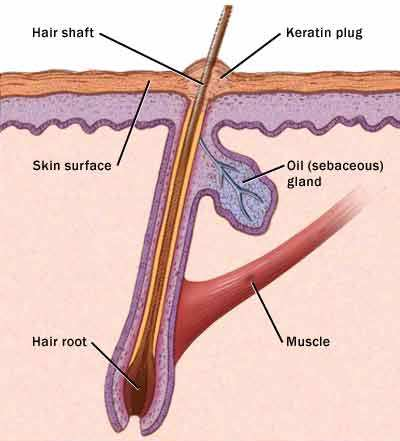 Hair shaft
Keratin plug
Skin surface
Oil (sebaceous)
gland
Hair root
Muscle